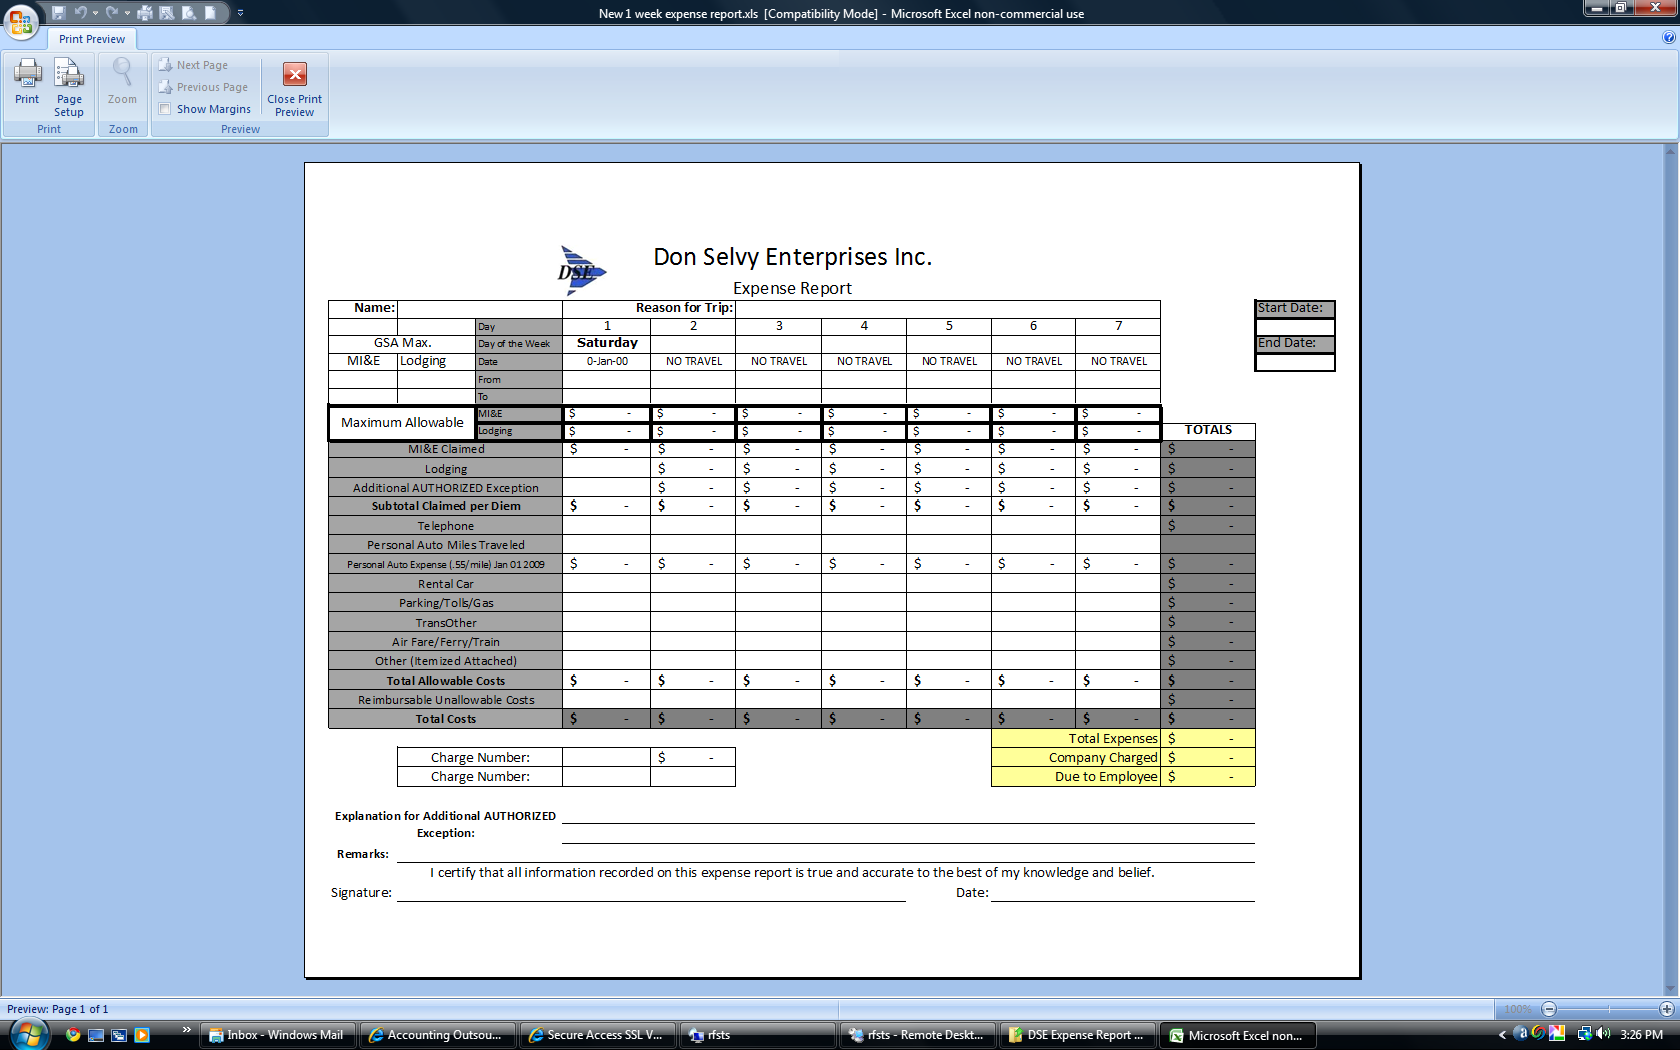 New 1 week expense report.xls  [Compatibility Mode] - Microsoft Excel non-commercial use
Print Preview
Print
Page Setup
Zoom
Next Page
Previous Page
Show Margins
Close Print Preview
Print
Zoom
Preview
DSE
Don Selvy Enterprises Inc.
Expense Report
Name: Reason for Trip: Start Date:
Day 1 2 3 4 5 6 7
GSA Max. Day of the Week Saturday End Date:
MI&E Lodging Date 0-Jan-00 NO TRAVEL NO TRAVEL NO TRAVEL NO TRAVEL NO TRAVEL NO TRAVEL
From
To
Maximum Allowable
MI&E $ - $ - $ - $ - $ - $ - $ -
Lodging $ - $ - $ - $ - $ - $ - $ - TOTALS
MI&E Claimed $ - $ - $ - $ - $ - $ - $ - $ -
Lodging $ - $ - $ - $ - $ - $ - $ -
Additional AUTHORIZED Exception $ - $ - $ - $ - $ - $ - $ -
Subtotal Claimed per Diem $ - $ - $ - $ - $ - $ - $ - $ -
Telephone $ -
Personal Auto Miles Traveled
Personal Auto Expense (.55/mile) Jan 01 2009 $ - $ - $ - $ - $ - $ - $ - $ -
Rental Car $ -
Parking/Tolls/Gas $ -
TransOther $ -
Air Fare/Ferry/Train $ -
Other (Itemized Attached) $ -
Total Allowable Costs $ - $ - $ - $ - $ - $ - $ - $ -
Reimbursable Unallowable Costs $ -
Total Costs $ - $ - $ - $ - $ - $ - $ - $ -
Total Expenses $ -
Charge Number: $ - Company Charged $ -
Charge Number: Due to Employee $ -
Explanation for Additional AUTHORIZED
Exception:
Remarks:
I certify that all information recorded on this expense report is true and accurate to the best of my knowledge and belief.
Signature: Date:
Preview: Page 1 of 1 100%
Inbox - Windows Mail Accounting Outsou... Secure Access SSL V... rfsts rfsts - Remote Deskt... DSE Expense Report ... Microsoft Excel non... 3:26 PM